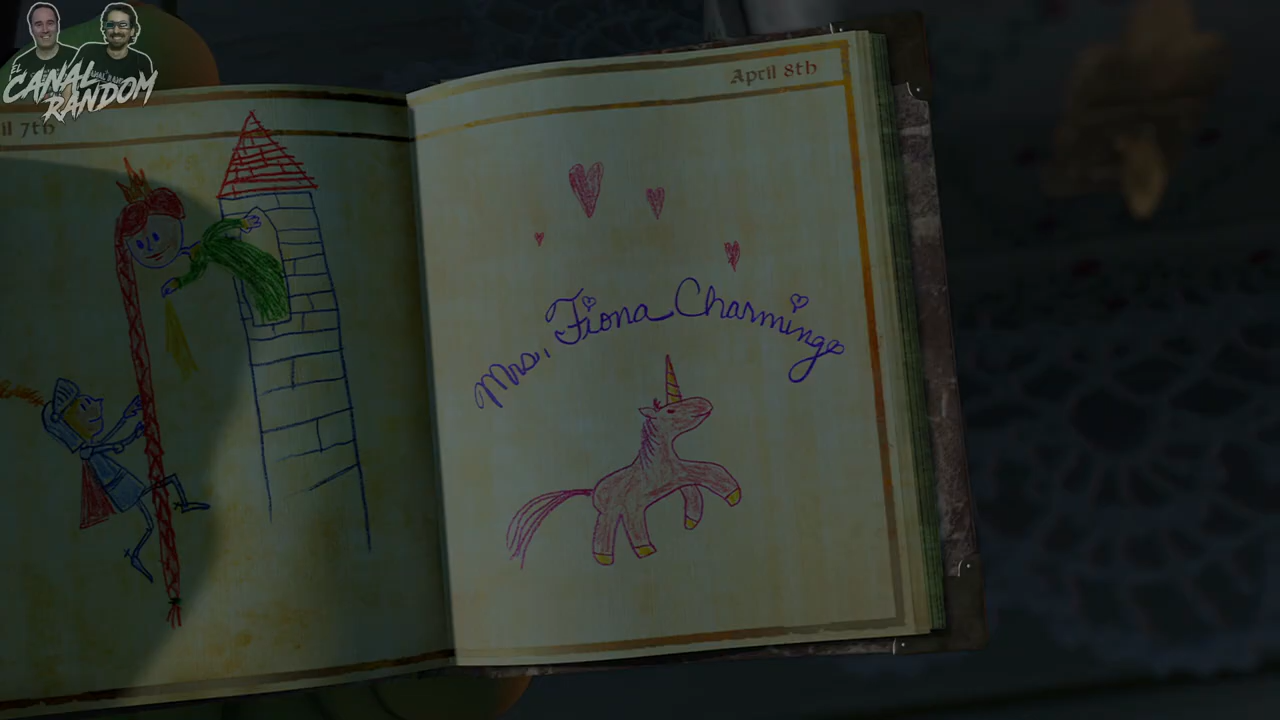 EL
CANAL
RANDOM
il 7th
April 8th
Mrs. Fiona Charming